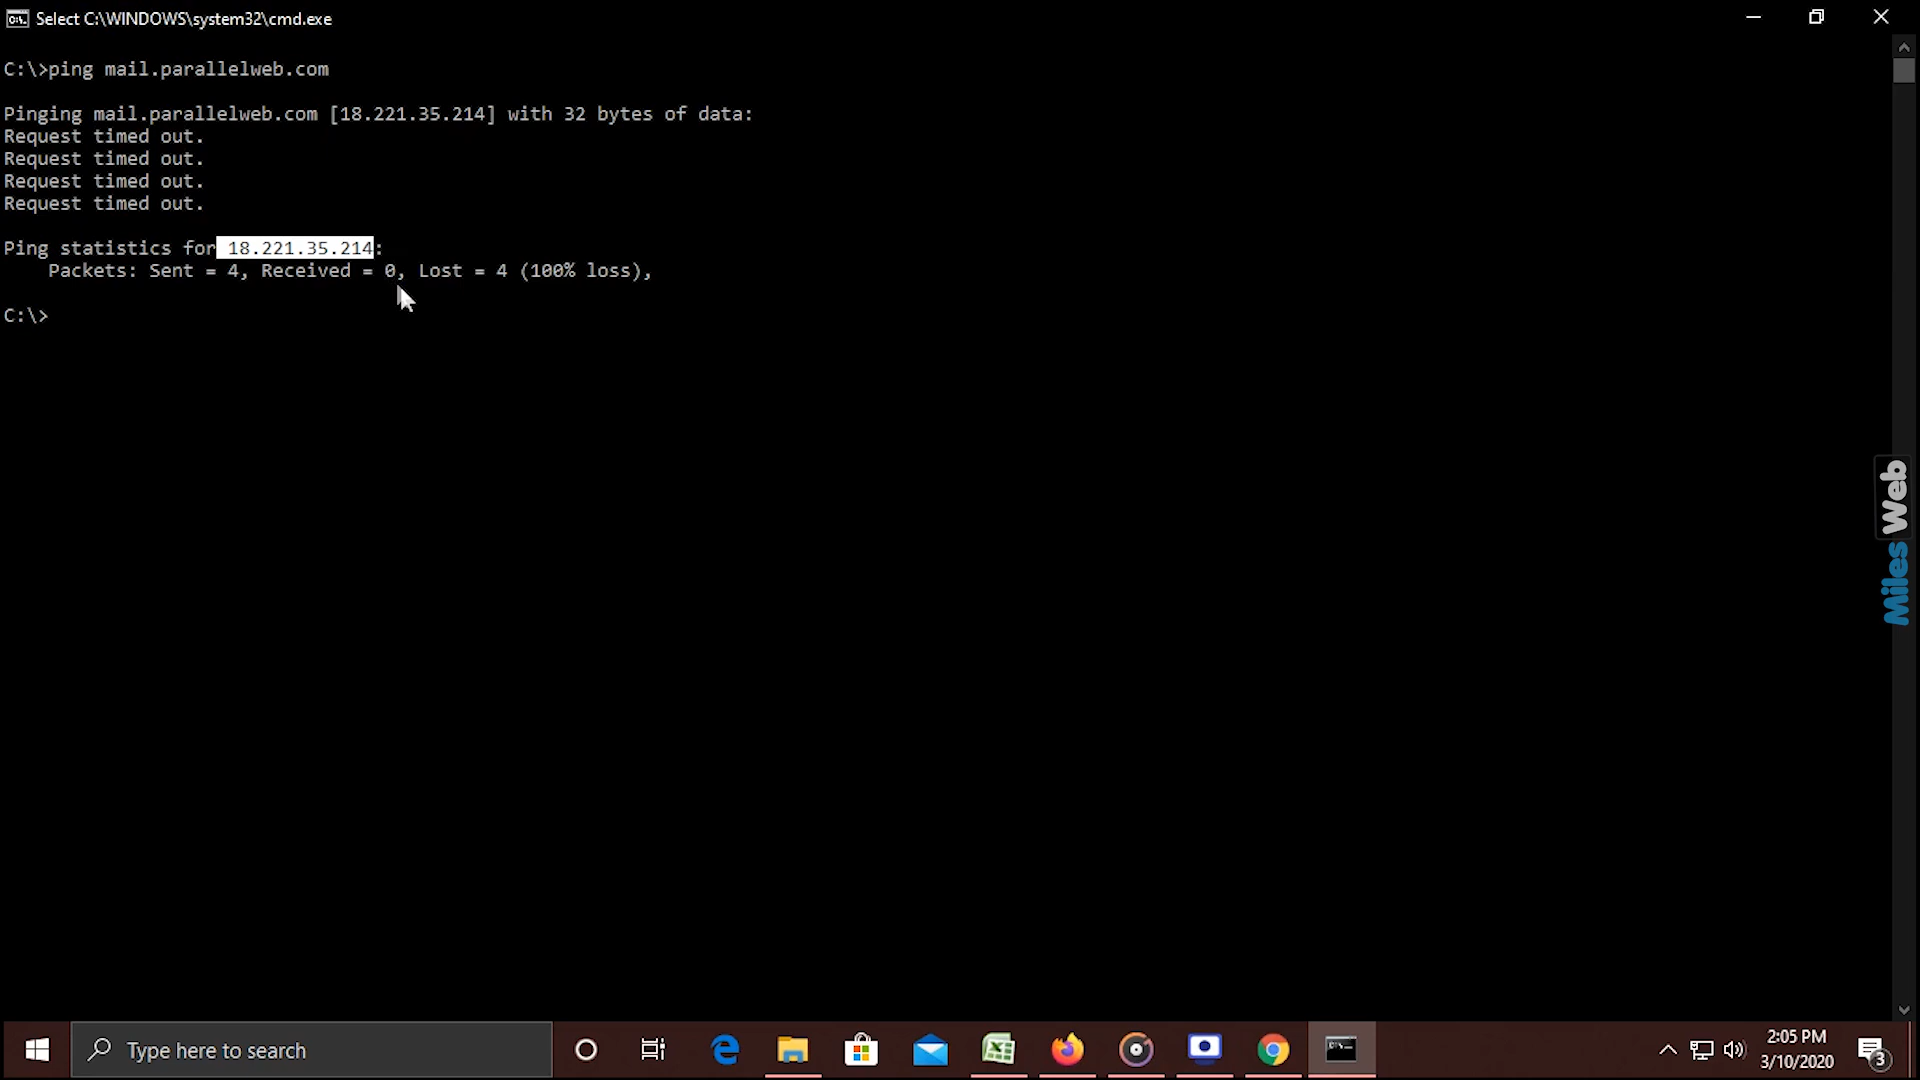 Select C:\WINDOWS\system32\cmd.exe
C:\>ping mail.parallelweb.com
Pinging mail.parallelweb.com [18.221.35.214] with 32 bytes of data:
Request timed out.
Request timed out.
Request timed out.
Request timed out.
Ping statistics for 18.221.35.214:
Packets: Sent = 4, Received = 0, Lost = 4 (100% loss),
C:\>
Miles Web
Type here to search
2:05 PM
3/10/2020
3